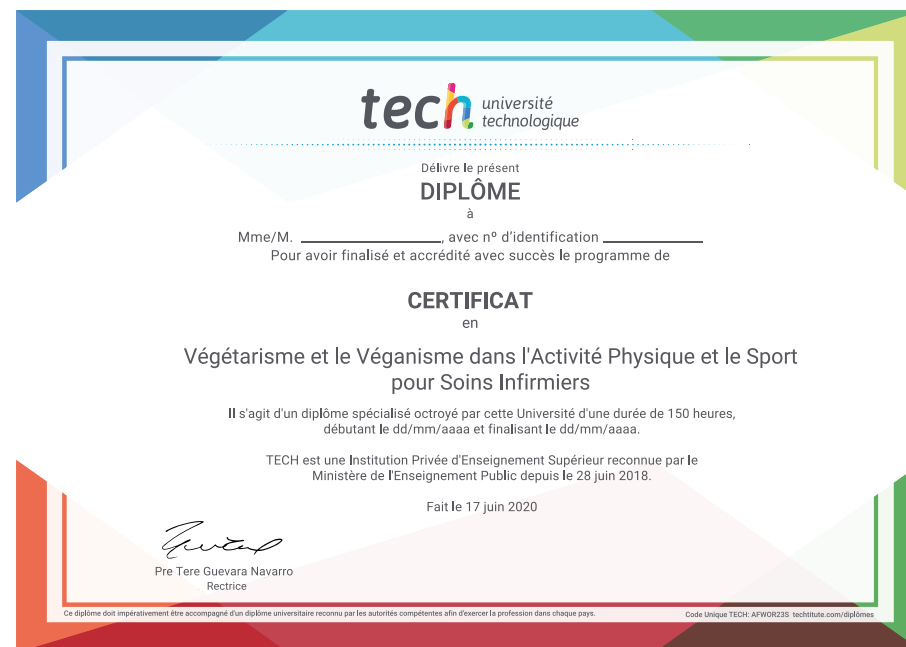 tech université
technologique
Délivre le présent
DIPLÔME
à
Mme/M. ____________________, avec nº d'identification ______________
Pour avoir finalisé et accrédité avec succès le programme de
CERTIFICAT
en
Végétarisme et le Véganisme dans l'Activité Physique et le Sport
pour Soins Infirmiers
Il s'agit d'un diplôme spécialisé octroyé par cette Université d'une durée de 150 heures,
débutant le dd/mm/aaaa et finalisant le dd/mm/aaaa.
TECH est une Institution Privée d'Enseignement Supérieur reconnue par le
Ministère de l'Enseignement Public depuis le 28 juin 2018.
Fait le 17 juin 2020
Pre Tere Guevara Navarro
Rectrice
Ce diplôme doit impérativement être accompagné d'un diplôme universitaire reconnu par les autorités compétentes afin d'exercer la profession dans chaque pays.
Code Unique TECH: AFWOR23S techtitute.com/diplômes